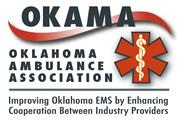 OKAMA
OKLAHOMA
AMBULANCE
ASSOCIATION
Improving Oklahoma EMS by Enhancing
Cooperation Between Industry Providers